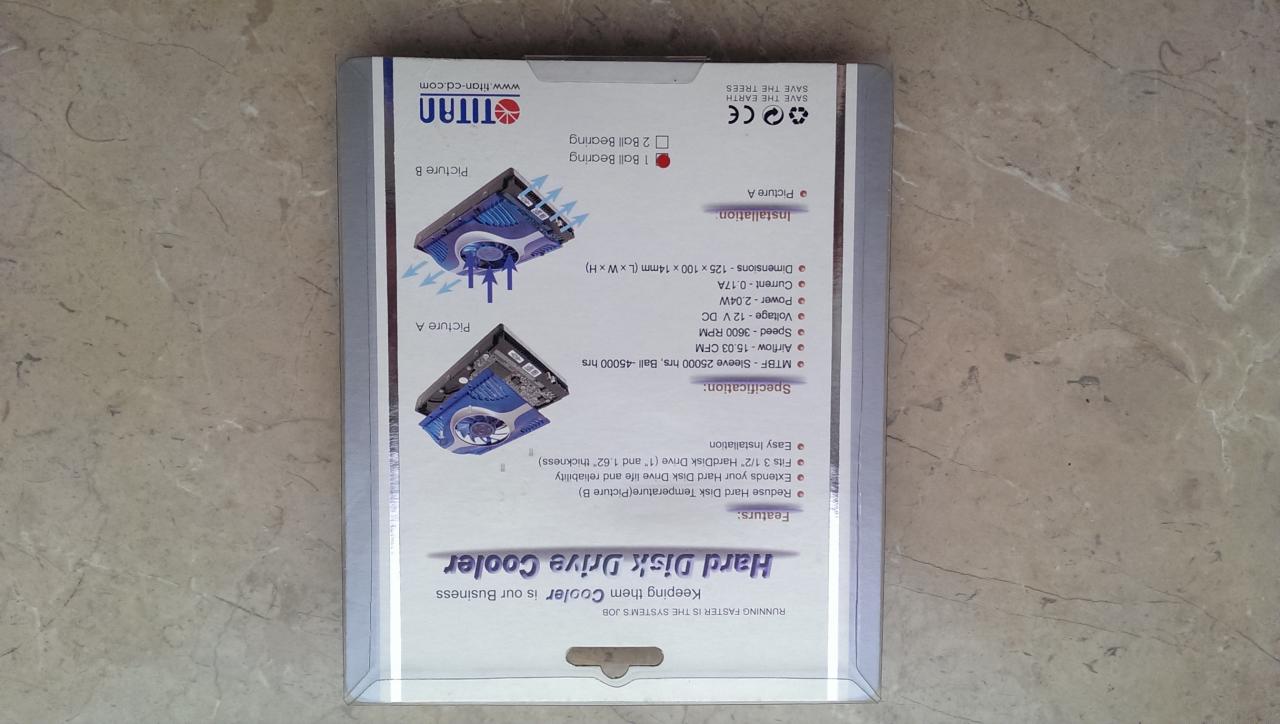 RUNNING FASTER IS THE SYSTEM'S JOB
Keeping them Cooler is our Business
Hard Disk Drive Cooler
Featurs:
Reduse Hard Disk Temperature(Picture B)
Extends your Hard Disk Drive life and reliability
Fits 3 1/2" HardDisk Drive (1" and 1.62" thickness)
Easy Installation
Specification:
MTBF - Sleeve 25000 hrs, Ball -45000 hrs
Airflow - 15.03 CFM
Speed - 3600 RPM
Voltage - 12 V DC
Power - 2.04W
Current - 0.17A
Dimensions - 125 x 100 x 14mm (L x W x H)
Picture A
Installation:
Picture A
Picture B
1 Ball Bearing
2 Ball Bearing
CE
SAVE THE EARTH
SAVE THE TREES
TITAN
www.titan-cd.com